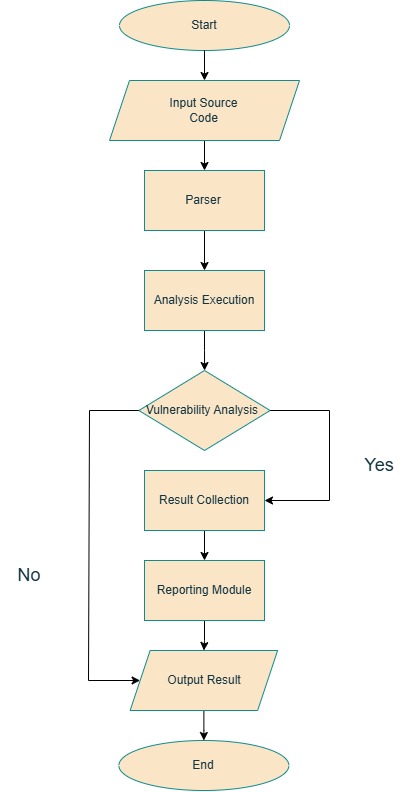 Start
Input Source
Code
Parser
Analysis Execution
Vulnerability Analysis
Yes
Result Collection
No
Reporting Module
Output Result
End